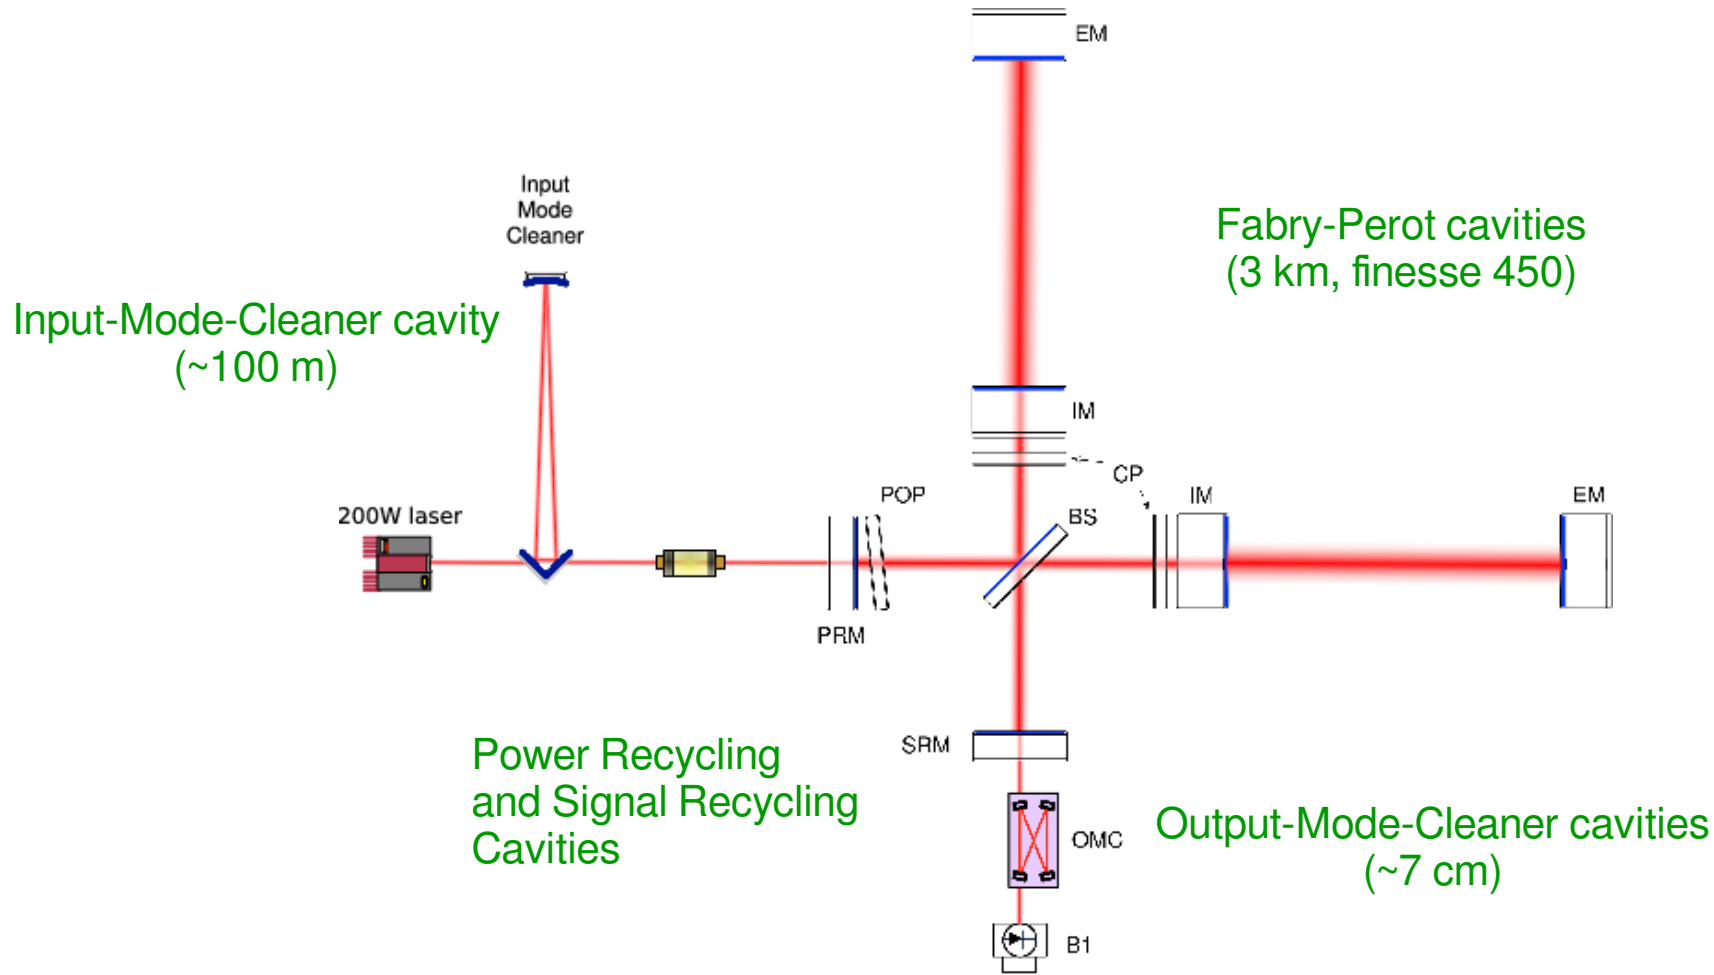 EM
Input
Mode
Cleaner
Fabry-Perot cavities
(3 km, finesse 450)
Input-Mode-Cleaner cavity
(~100 m)
IM
CP
200W laser
POP
BS
IM
EM
PRM
SRM
Power Recycling
and Signal Recycling
Cavities
OMC
Output-Mode-Cleaner cavities
(~7 cm)
B1